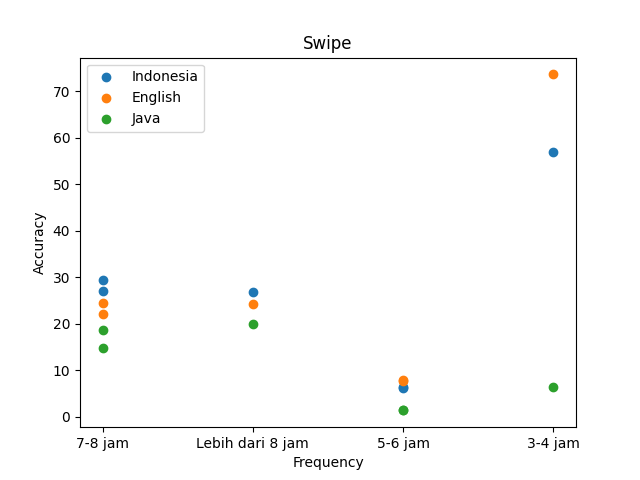 Swipe
Indonesia
English
Java
70
60
50
40
30
20
10
0
Accuracy
7-8 jam
Lebih dari 8 jam
5-6 jam
3-4 jam
Frequency